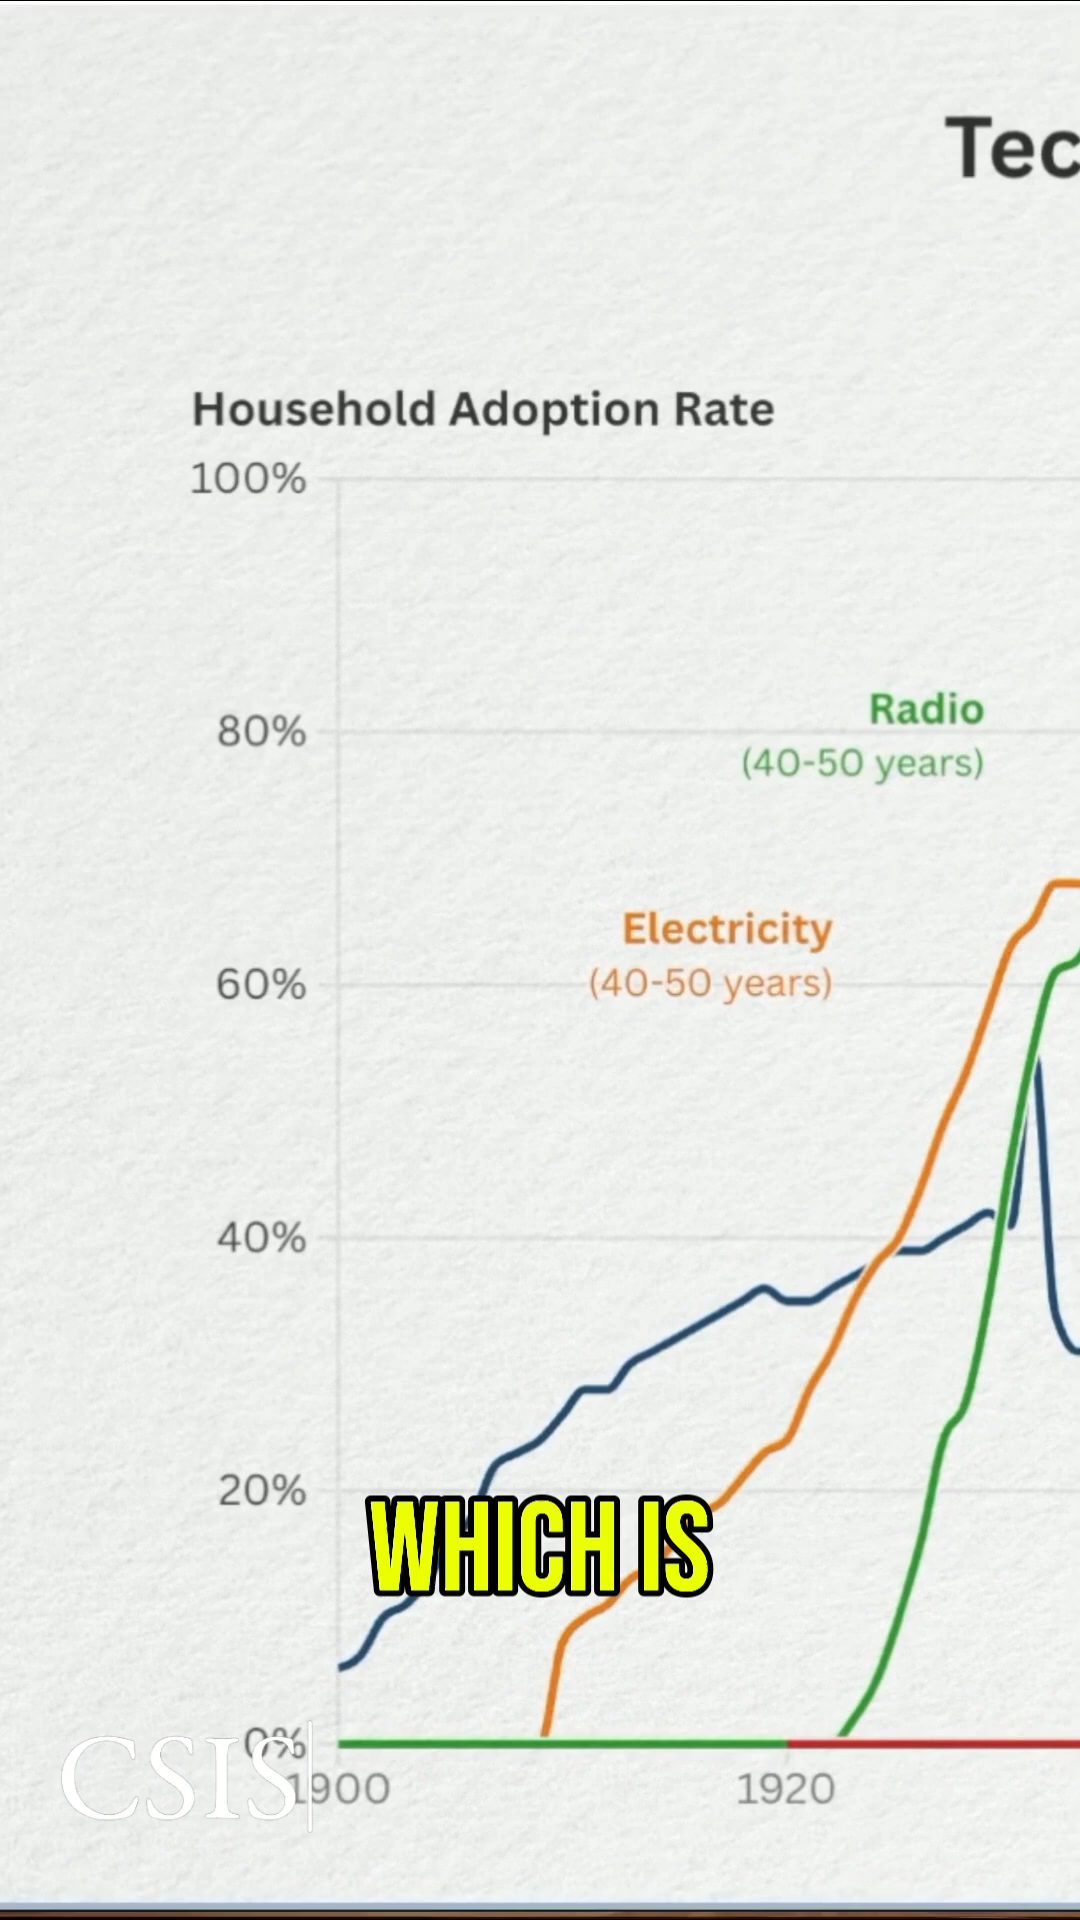 Tec
Household Adoption Rate
100%
Radio
80%
(40-50 years)
Electricity
60%
(40-50 years)
40%
20%
WHICH IS
0%
CSIS
1900
1920